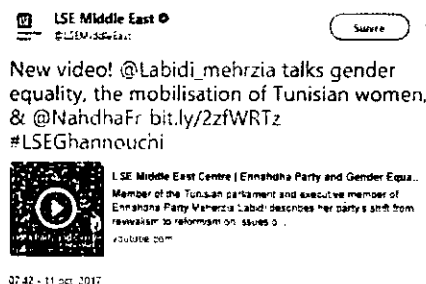 LSE Middle East
@LSEMiddleEast
Suivre
New video! @Labidi_mehrzia talks gender
equality, the mobilisation of Tunisian women,
& @NahdhaFr bit.ly/2zfWRTz
#LSEGhannouchi
LSE Middle East Centre | Ennahdha Party and Gender Equa..
Member of the Tunisian parliament and executive member of
Ennahdha Party Meherzia Labidi describes her party's shift from
revivalism to reformism on issues o...
youtube.com
07:42 - 11 oct. 2017